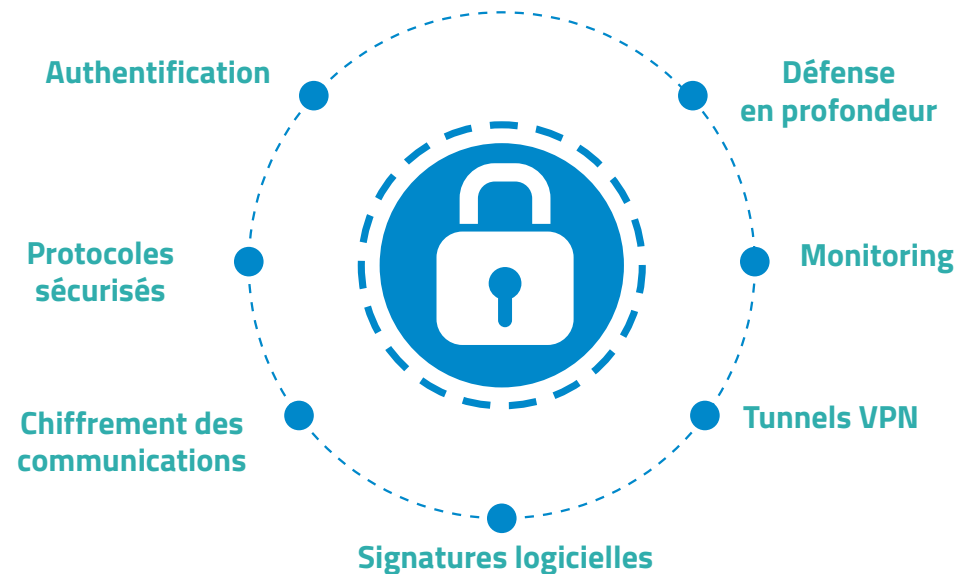 Authentification
Défense
en profondeur
Protocoles
sécurisés
Monitoring
Chiffrement des
communications
Tunnels VPN
Signatures logicielles